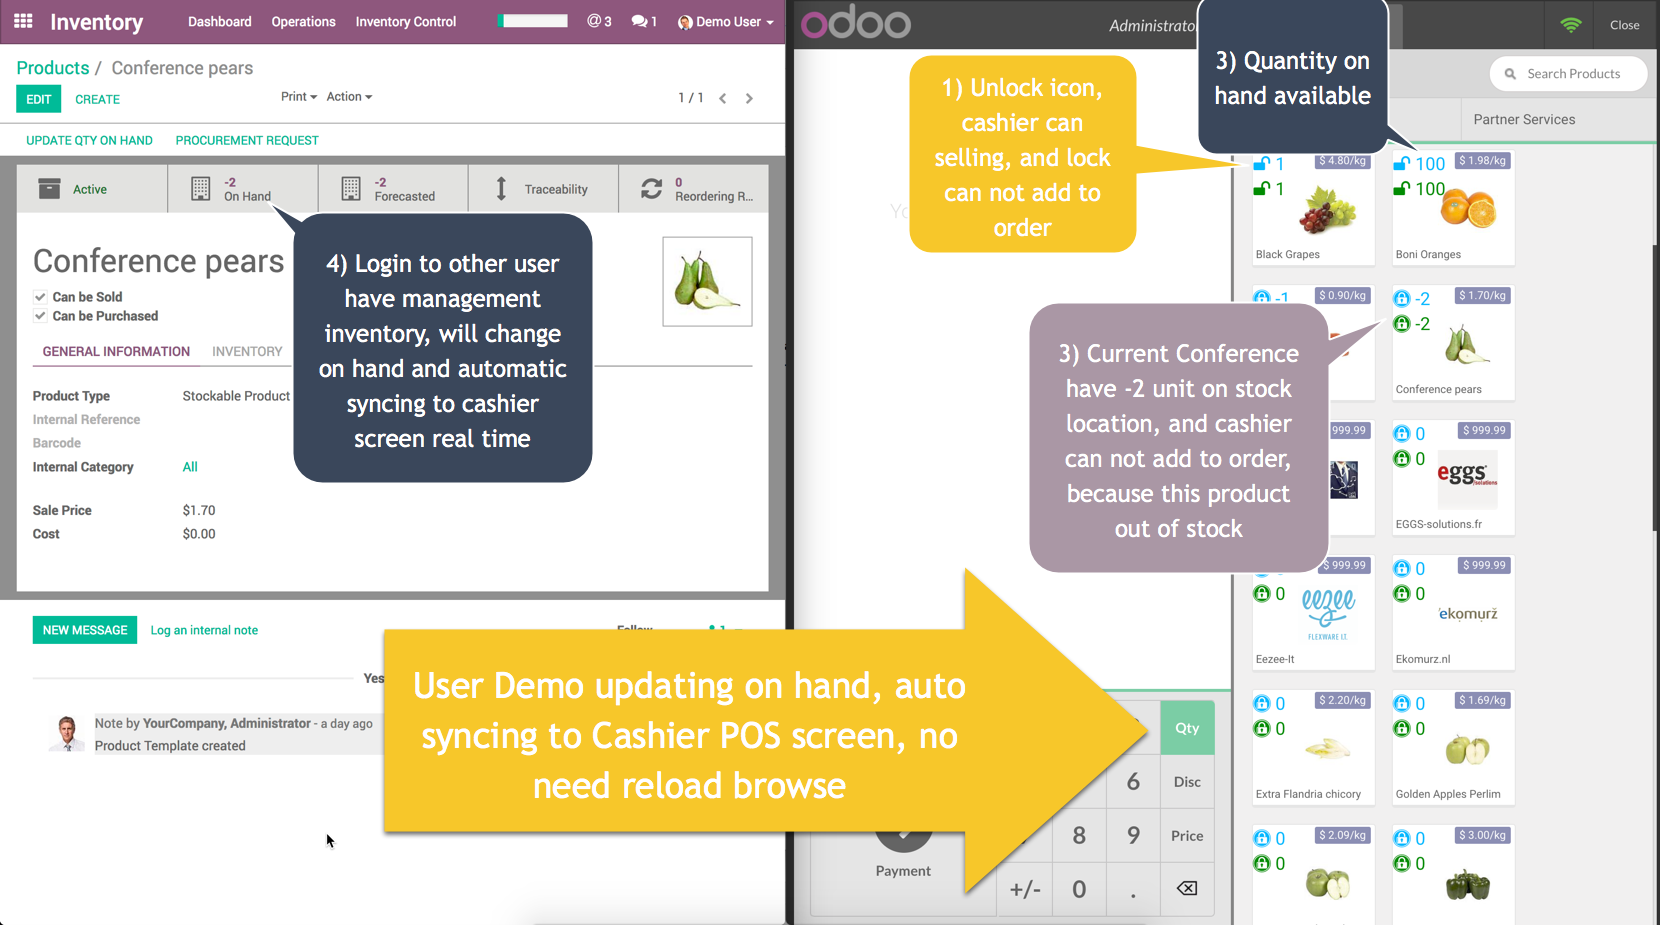 Inventory
Dashboard
Operations
Inventory Control
@ 3
1
Demo User
Products / Conference pears
EDIT
CREATE
Print
Action
1 / 1
UPDATE QTY ON HAND
PROCUREMENT REQUEST
Active
-2
On Hand
-2
Forecasted
Traceability
0
Reordering R...
Conference pears
Can be Sold
Can be Purchased
GENERAL INFORMATION
INVENTORY
Product Type
Stockable Product
Internal Reference
Barcode
Internal Category
All
Sale Price
$1.70
Cost
$0.00
4) Login to other user
have management
inventory, will change
on hand and automatic
syncing to cashier
screen real time
NEW MESSAGE
Log an internal note
Yes
Note by YourCompany, Administrator - a day ago
Product Template created
User Demo updating on hand, auto
syncing to Cashier POS screen, no
need reload browse
odoo
Close
1) Unlock icon,
cashier can
selling, and lock
can not add to
order
3) Quantity on
hand available
Search Products
Partner Services
1
$ 4.80/kg
1
Black Grapes
100
$ 1.98/kg
100
Boni Oranges
-1
$ 0.90/kg
-2
$ 1.70/kg
-2
Conference pears
3) Current Conference
have -2 unit on stock
location, and cashier
can not add to order,
because this product
out of stock
999.99
0
$ 999.99
0
eggs
/solutions
EGGS-solutions.fr
$ 999.99
0
eezee
FLEXWARE LT.
Eezee-It
0
$ 999.99
0
ekomurz
Ekomurz.nl
0
$ 2.20/kg
0
Extra Flandria chicory
0
$ 1.69/kg
0
Golden Apples Perlim
0
$ 2.09/kg
0
0
$ 3.00/kg
0
Qty
6
Disc
8
9
Price
Payment
+/-
0
.